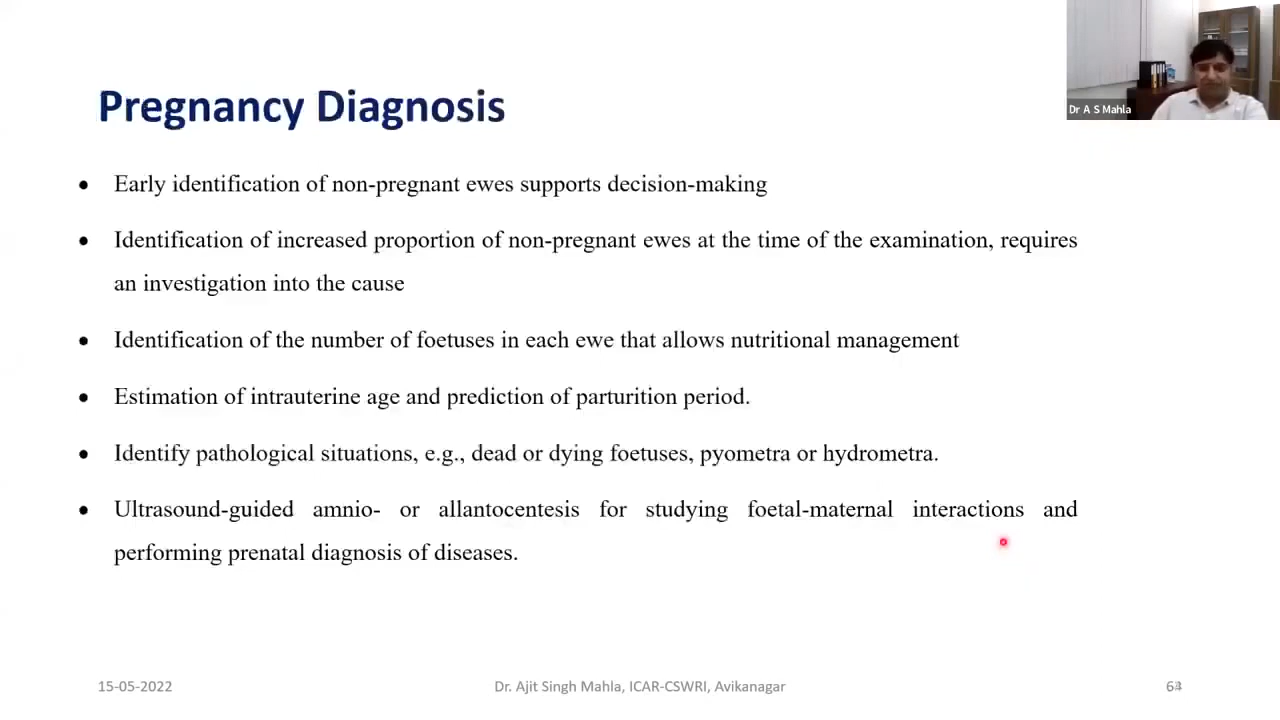 Pregnancy Diagnosis
Dr A S Mahla
• Early identification of non-pregnant ewes supports decision-making
• Identification of increased proportion of non-pregnant ewes at the time of the examination, requires
an investigation into the cause
• Identification of the number of foetuses in each ewe that allows nutritional management
• Estimation of intrauterine age and prediction of parturition period.
• Identify pathological situations, e.g., dead or dying foetuses, pyometra or hydrometra.
• Ultrasound-guided amnio- or allantocentesis for studying foetal-maternal interactions and
performing prenatal diagnosis of diseases.
15-05-2022
Dr. Ajit Singh Mahla, ICAR-CSWRI, Avikanagar